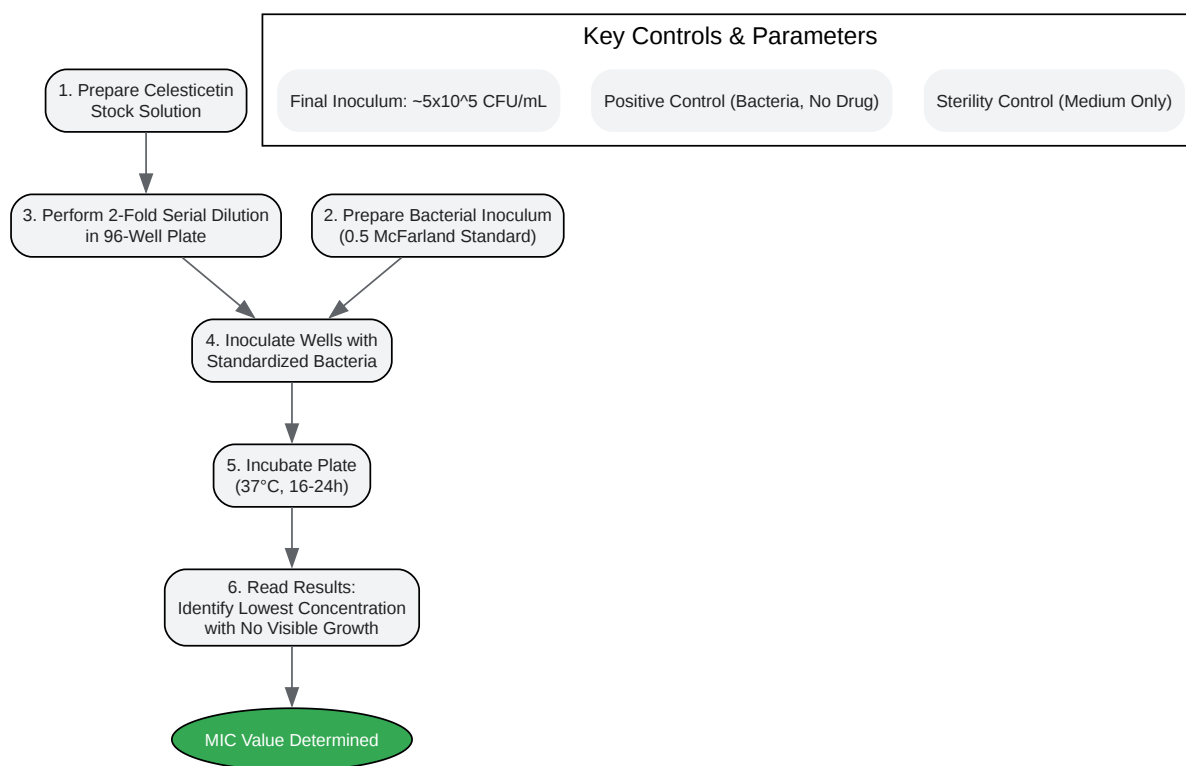 Key Controls & Parameters
1. Prepare Celesticetin
Stock Solution
Final Inoculum: ~5x10^5 CFU/mL
Positive Control (Bacteria, No Drug)
Sterility Control (Medium Only)
3. Perform 2-Fold Serial Dilution
in 96-Well Plate
2. Prepare Bacterial Inoculum
(0.5 McFarland Standard)
4. Inoculate Wells with
Standardized Bacteria
5. Incubate Plate
(37°C, 16-24h)
6. Read Results:
Identify Lowest Concentration
with No Visible Growth
MIC Value Determined